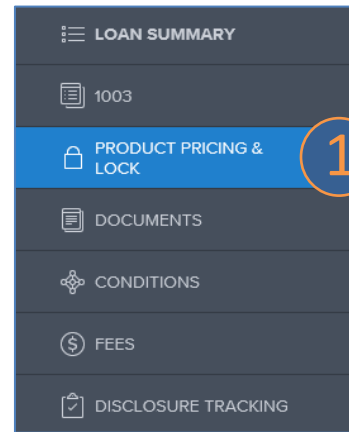 LOAN SUMMARY
1003
PRODUCT PRICING &
LOCK
1
DOCUMENTS
CONDITIONS
FEES
DISCLOSURE TRACKING